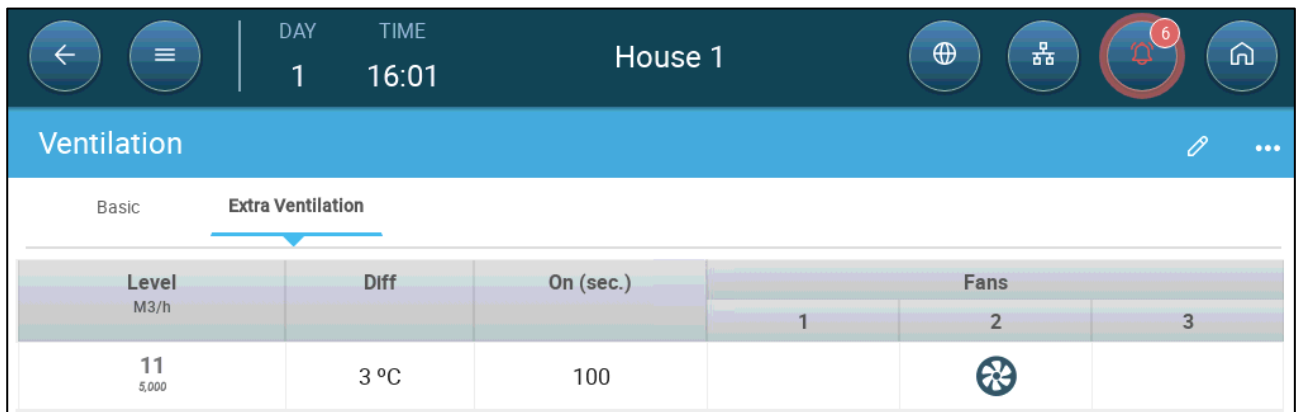 DAY TIME
1 16:01 House 1 6
Ventilation
Basic Extra Ventilation
Level Diff On (sec.) Fans
M3/h
1 2 3
11
5,000 3 ºC 100